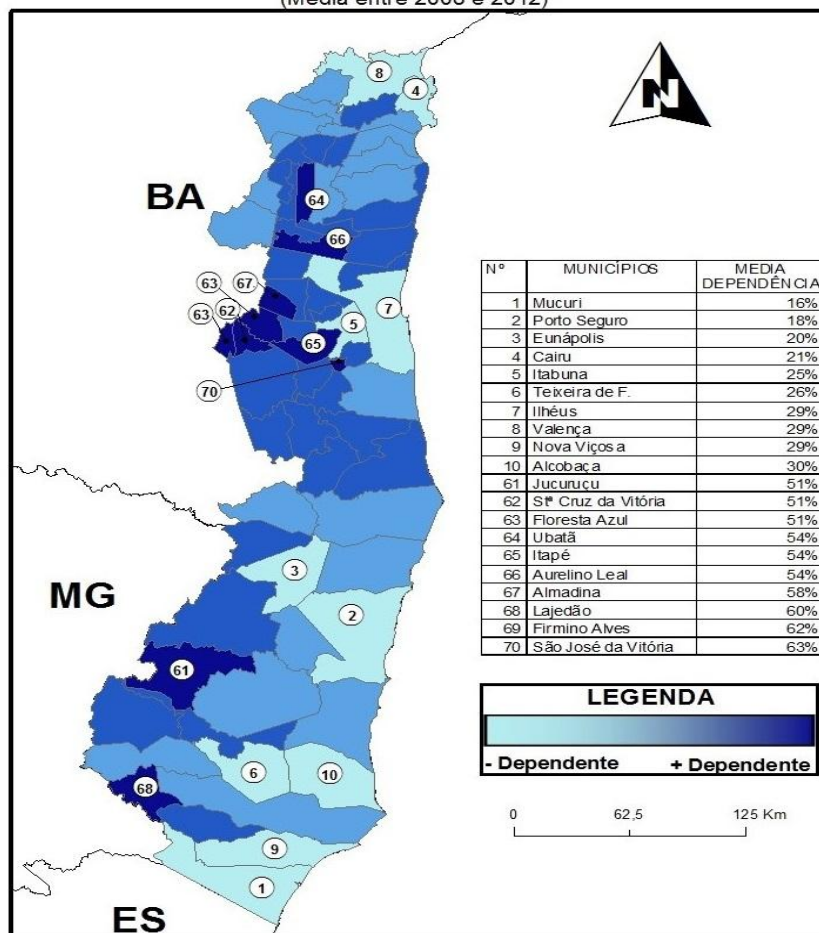 (Média entre 2006 e 2012)
N
8
4
BA
64
66
63
67
62
63
7
5
65
70
Nº MUNICÍPIOS MEDIA DEPENDÊNCIA
1 Mucuri 16%
2 Porto Seguro 18%
3 Eunápolis 20%
4 Cairu 21%
5 Itabuna 25%
6 Teixeira de F. 26%
7 Ilhéus 29%
8 Valença 29%
9 Nova Viçosa 29%
10 Alcobaça 30%
61 Jucuruçu 51%
62 Stª Cruz da Vitória 51%
63 Floresta Azul 51%
64 Ubatã 54%
65 Itapé 54%
66 Aurelino Leal 54%
67 Almadina 58%
68 Lajedão 60%
69 Firmino Alves 62%
70 São José da Vitória 63%
MG
3
2
61
6
10
68
9
1
ES
LEGENDA
- Dependente + Dependente
0 62,5 125 Km